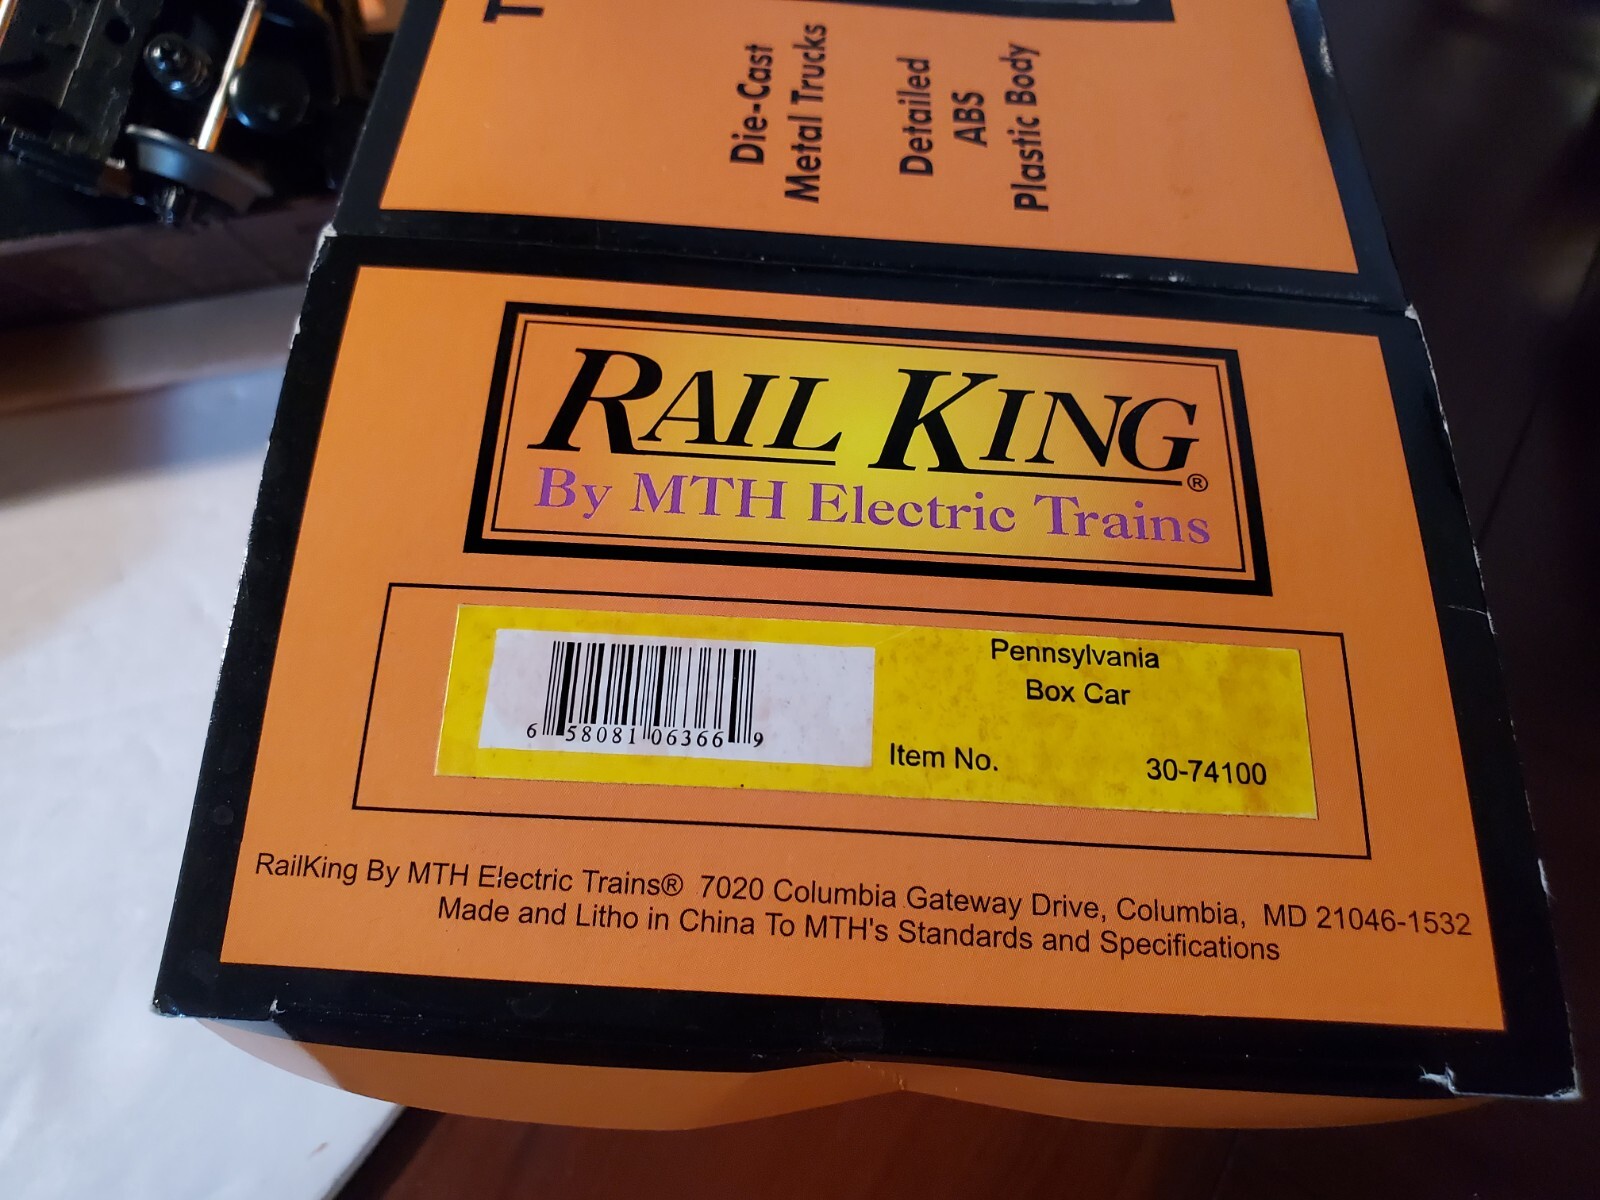 T
Die-Cast
Metal Trucks
Detailed
ABS
Plastic Body
RAIL KING®
By MTH Electric Trains
6 58081 06366 9
Pennsylvania
Box Car
Item No. 30-74100
RailKing By MTH Electric Trains® 7020 Columbia Gateway Drive, Columbia, MD 21046-1532
Made and Litho in China To MTH's Standards and Specifications